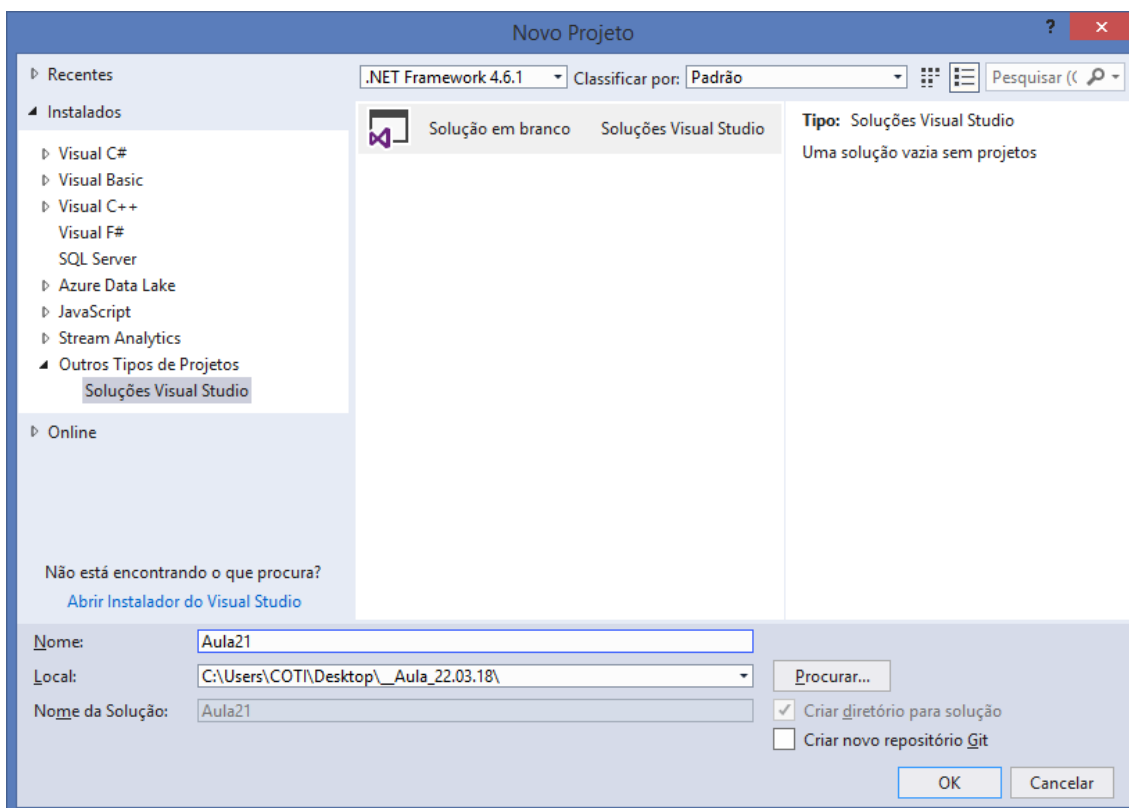 Novo Projeto
?
Recentes
Instalados
Visual C#
Visual Basic
Visual C++
Visual F#
SQL Server
Azure Data Lake
JavaScript
Stream Analytics
Outros Tipos de Projetos
Soluções Visual Studio
Online
Não está encontrando o que procura?
Abrir Instalador do Visual Studio
.NET Framework 4.6.1 Classificar por: Padrão
Pesquisar ((
Solução em branco Soluções Visual Studio
Tipo: Soluções Visual Studio
Uma solução vazia sem projetos
Nome: Aula21
Local: C:\Users\COTI\Desktop\__Aula_22.03.18\ Procurar...
Nome da Solução: Aula21
Criar diretório para solução
Criar novo repositório Git
OK Cancelar